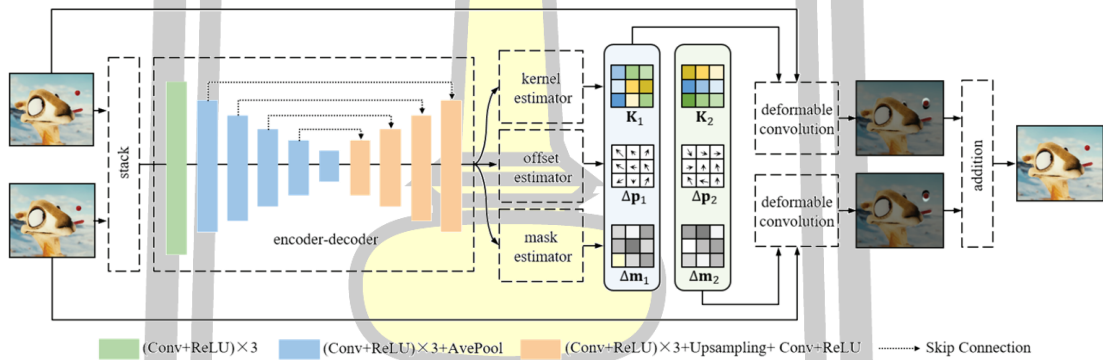 stack
encoder-decoder
kernel
estimator
offset
estimator
mask
estimator
K₁
Δp₁
Δm₁
K₂
Δp₂
Δm₂
deformable
convolution
deformable
convolution
addition
(Conv+ReLU)×3
(Conv+ReLU)×3+AvePool
(Conv+ReLU)×3+Upsampling+ Conv+ReLU
Skip Connection